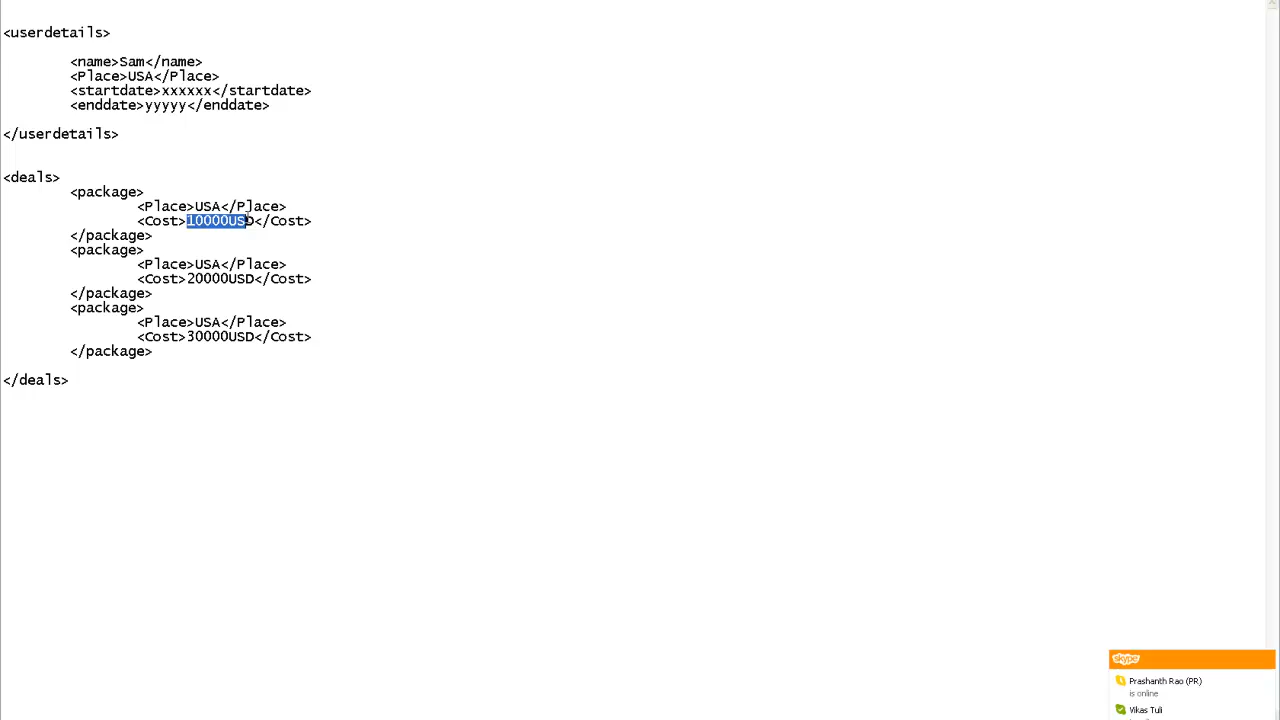 <userdetails>
<name>Sam</name>
<Place>USA</Place>
<startdate>xxxxxx</startdate>
<enddate>yyyyy</enddate>
</userdetails>
<deals>
<package>
<Place>USA</Place>
<Cost>10000USD</Cost>
</package>
<package>
<Place>USA</Place>
<Cost>20000USD</Cost>
</package>
<package>
<Place>USA</Place>
<Cost>30000USD</Cost>
</package>
</deals>
skype
Prashanth Rao (PR)
is online
Vikas Tuli